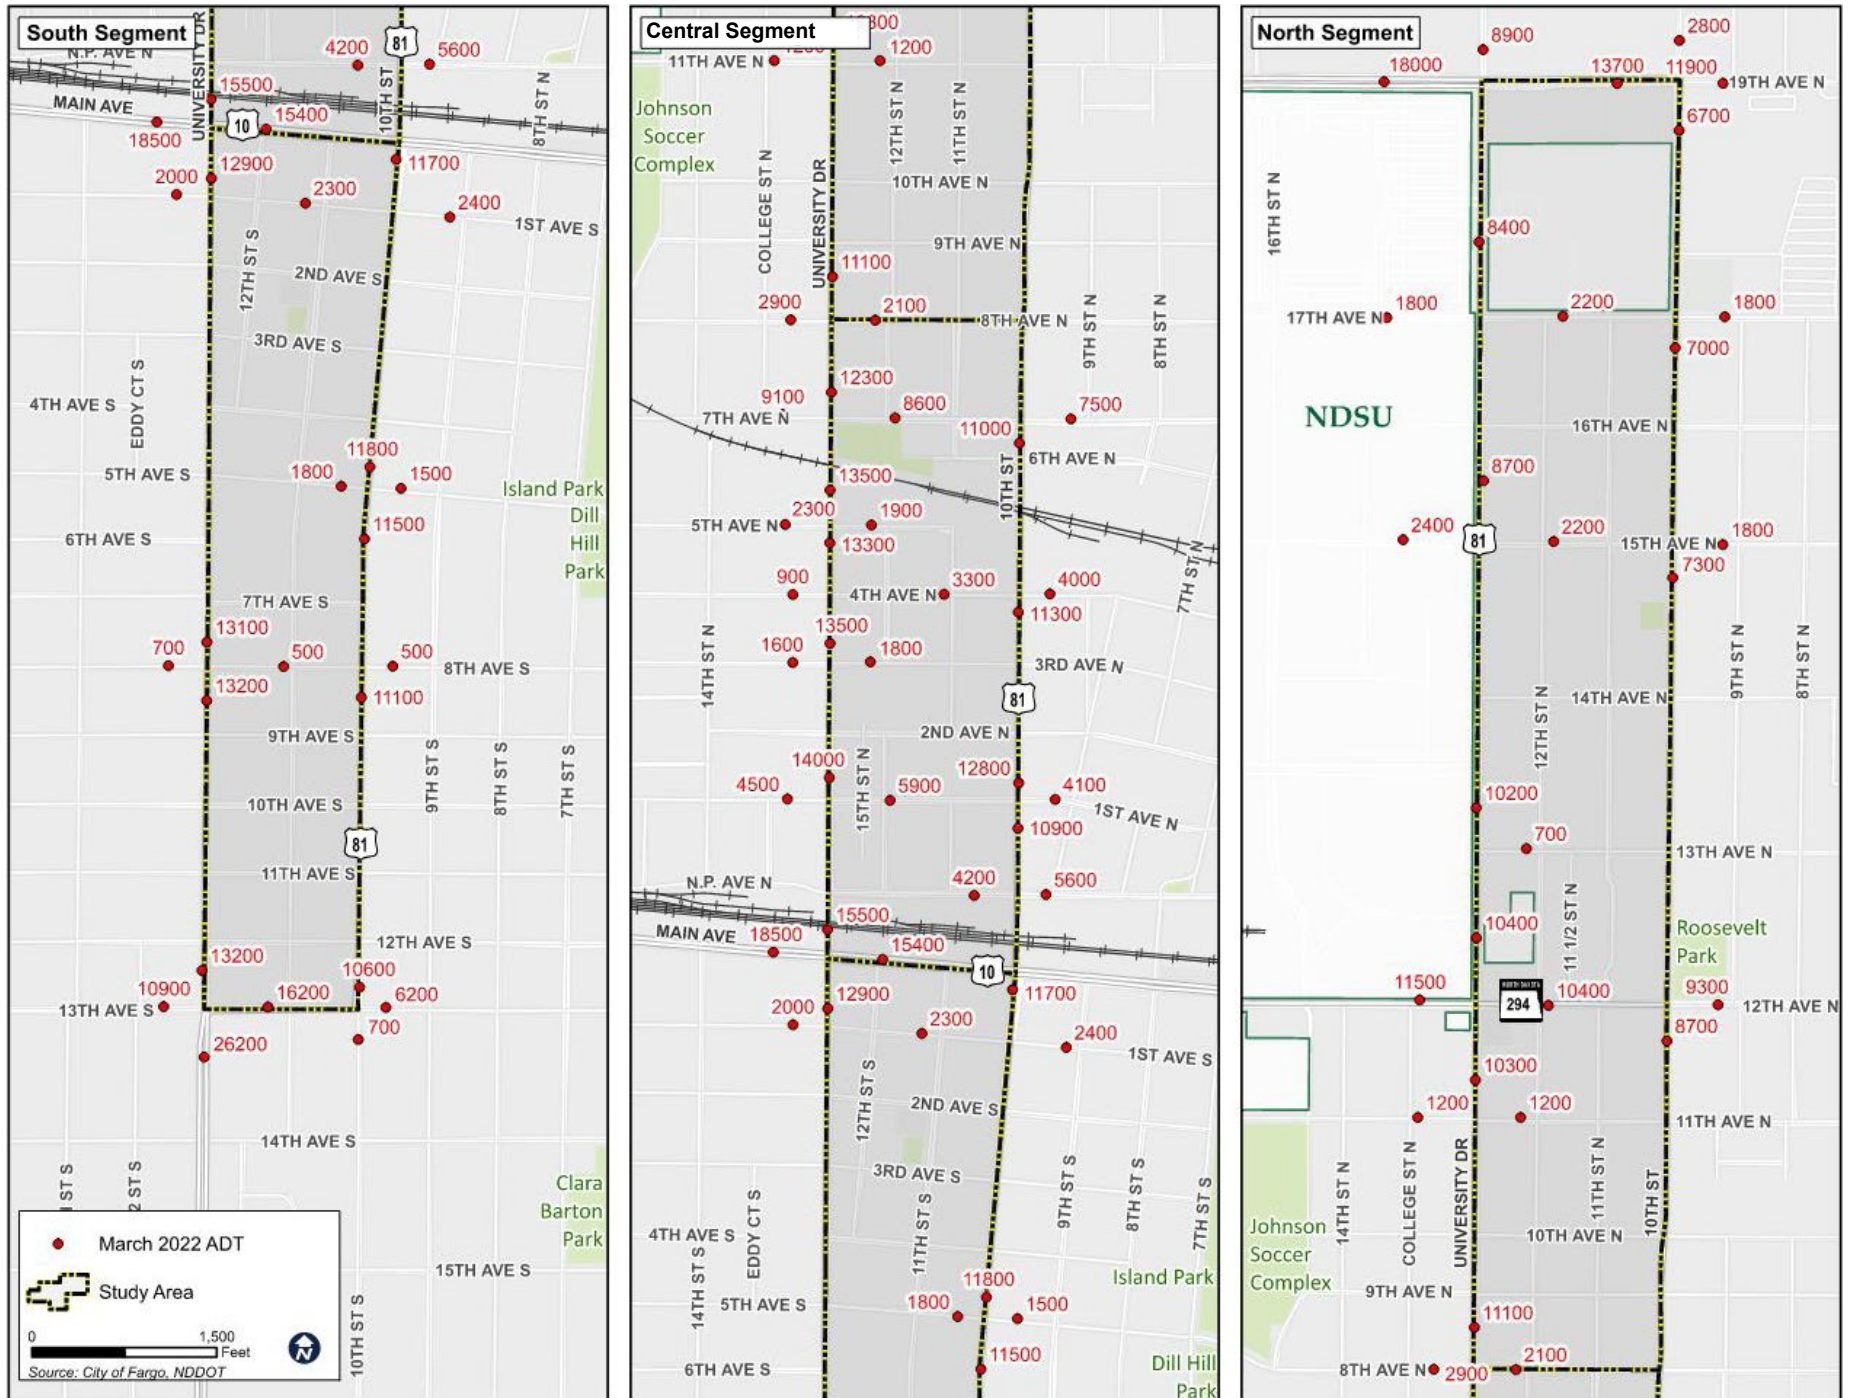 South Segment
UNIVERSITY DR
N.P. AVE N
4200
81
5600
15500
10TH ST
8TH ST N
MAIN AVE
10
15400
18500
12900
11700
2000
2300
2400
1ST AVE S
12TH ST S
2ND AVE S
3RD AVE S
EDDY CT S
4TH AVE S
11800
5TH AVE S
1800
1500
Island Park
Dill
Hill
Park
11500
6TH AVE S
7TH AVE S
13100
700
500
500
8TH AVE S
13200
11100
9TH AVE S
9TH ST S
8TH ST S
7TH ST S
10TH AVE S
81
11TH AVE S
12TH AVE S
13200
10600
10900
16200
6200
13TH AVE S
700
26200
14TH AVE S
Clara
Barton
Park
15TH AVE S
10TH ST S
March 2022 ADT
Study Area
0
1,500
Feet
N
Source: City of Fargo, NDDOT
Central Segment
11TH AVE N
1200
Johnson
Soccer
Complex
12TH ST N
11TH ST N
COLLEGE ST N
UNIVERSITY DR
10TH AVE N
9TH AVE N
11100
2900
2100
8TH AVE N
9TH ST N
8TH ST N
12300
9100
7TH AVE N
8600
7500
11000
6TH AVE N
10TH ST
13500
2300
1900
5TH AVE N
13300
7TH ST N
900
3300
4000
4TH AVE N
11300
13500
1600
1800
3RD AVE N
14TH ST N
81
2ND AVE N
14000
12800
15TH ST N
4500
5900
4100
1ST AVE N
10900
N.P. AVE N
4200
5600
15500
MAIN AVE
18500
15400
10
12900
11700
2000
2300
2400
1ST AVE S
12TH ST S
2ND AVE S
3RD AVE S
EDDY CT S
11TH ST S
9TH ST S
8TH ST S
7TH ST S
4TH AVE S
14TH ST S
11800
Island Park
5TH AVE S
1800
1500
11500
6TH AVE S
Dill Hill
Park
North Segment
8900
2800
18000
13700
11900
19TH AVE N
6700
16TH ST N
8400
1800
2200
1800
17TH AVE N
7000
NDSU
16TH AVE N
8700
2400
81
2200
1800
15TH AVE N
7300
9TH ST N
8TH ST N
12TH ST N
14TH AVE N
10200
700
13TH AVE N
11 1/2 ST N
10400
Roosevelt
Park
11500
NORTH DAKOTA
294
10400
9300
12TH AVE N
8700
10300
1200
1200
11TH AVE N
14TH ST N
COLLEGE ST N
UNIVERSITY DR
11TH ST N
10TH ST
Johnson
Soccer
Complex
10TH AVE N
9TH AVE N
11100
8TH AVE N
2900
2100